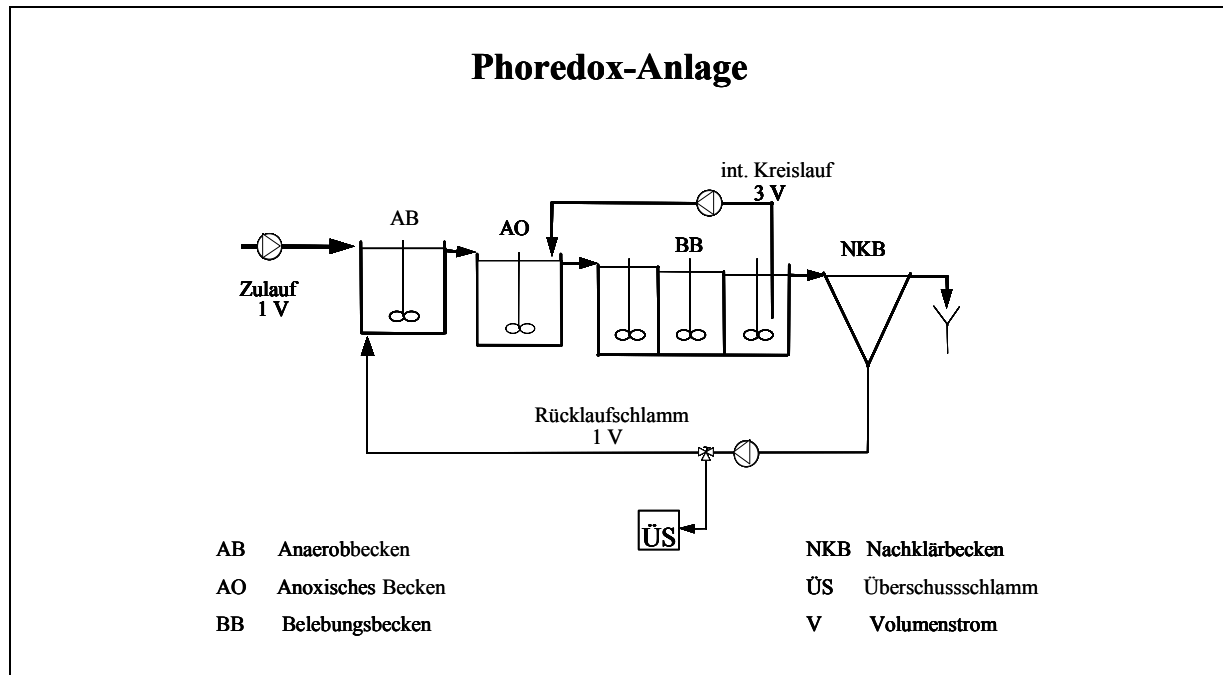 Phoredox-Anlage
int. Kreislauf
3 V
AB
AO
BB
NKB
Zulauf
1 V
Rücklaufschlamm
1 V
ÜS
AB Anaerobbecken
AO Anoxisches Becken
BB Belebungsbecken
NKB Nachklärbecken
ÜS Überschussschlamm
V Volumenstrom